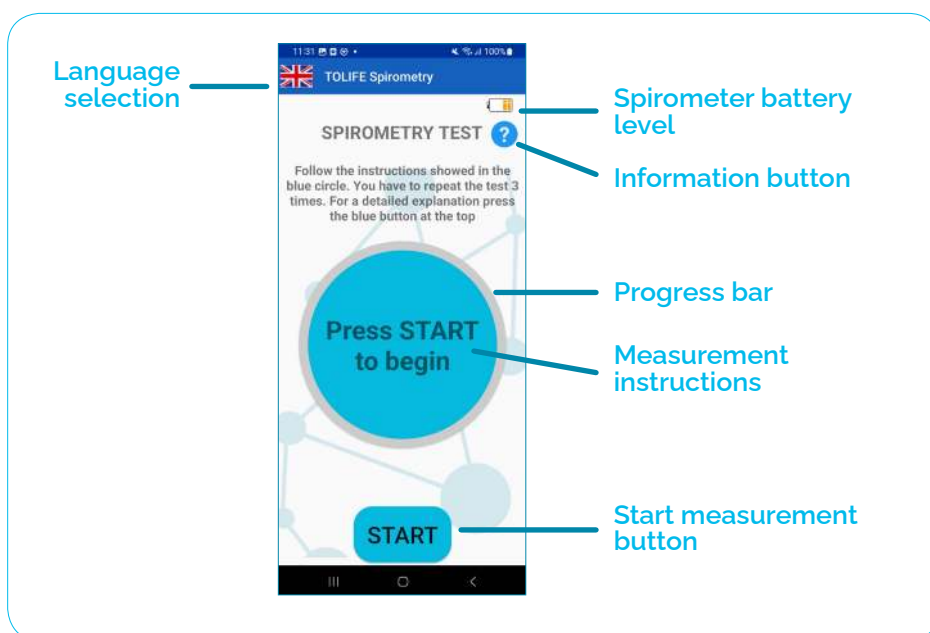 11:31
100%
Language
selection
TOLIFE Spirometry
Spirometer battery
level
SPIROMETRY TEST ?
Information button
Follow the instructions showed in the
blue circle. You have to repeat the test 3
times. For a detailed explanation press
the blue button at the top
Progress bar
Press START
to begin
Measurement
instructions
START
Start measurement
button